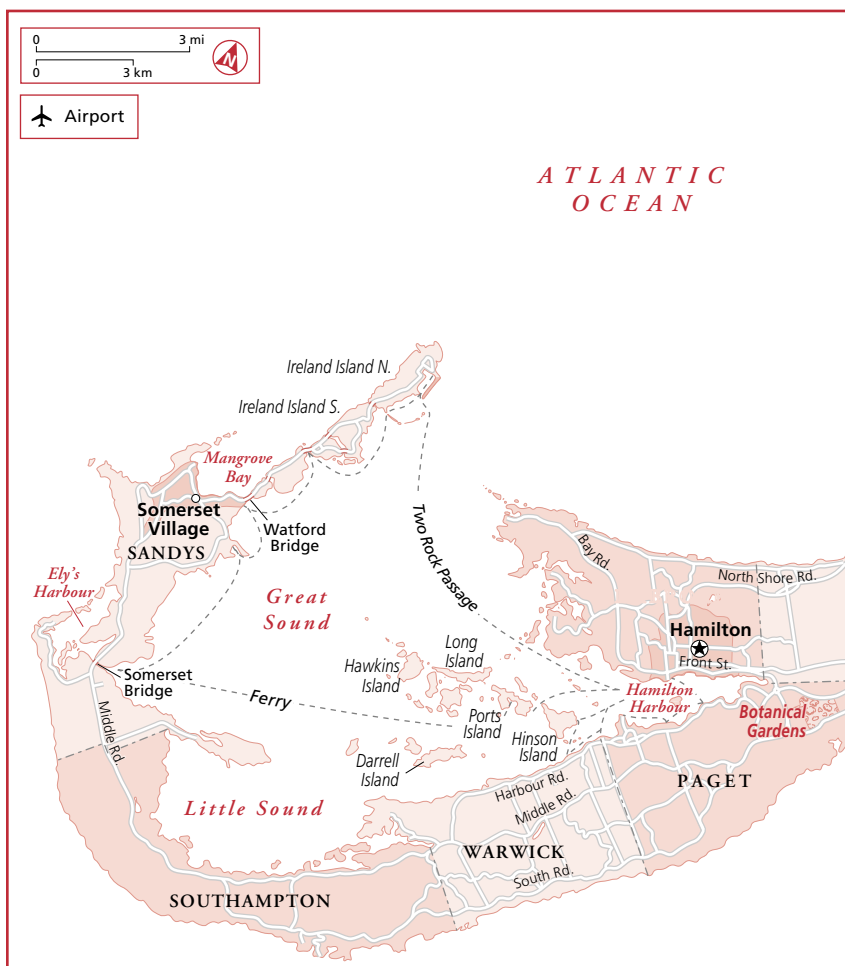 0 3 mi
0 3 km
N
Airport
ATLANTIC
OCEAN
Ireland Island N.
Ireland Island S.
Mangrove
Bay
Somerset
Village
SANDYS
Watford
Bridge
Two Rock Passage
Bay Rd.
North Shore Rd.
Ely's
Harbour
Great
Sound
Hamilton
Front St.
Long
Island
Hawkins
Island
Somerset
Bridge
Ferry
Ports
Island
Hamilton
Harbour
Botanical
Gardens
Middle Rd.
Hinson
Island
Darrell
Island
PAGET
Harbour Rd.
Middle Rd.
Little Sound
WARWICK
South Rd.
SOUTHAMPTON